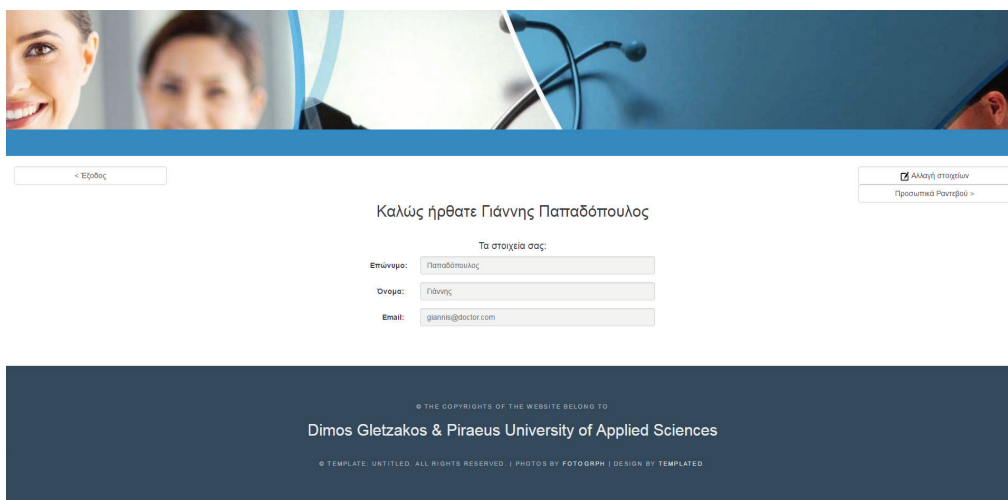 < Έξοδος
Αλλαγή στοιχείων
Προσωπικά Ραντεβού >
Καλώς ήρθατε Γιάννης Παπαδόπουλος
Τα στοιχεία σας:
Επώνυμο: Παπαδόπουλος
Όνομα: Γιάννης
Email: giannis@doctor.com
© THE COPYRIGHTS OF THE WEBSITE BELONG TO
Dimos Gletzakos & Piraeus University of Applied Sciences
© TEMPLATE: UNTITLED. ALL RIGHTS RESERVED. | PHOTOS BY FOTOGRPH | DESIGN BY TEMPLATED.